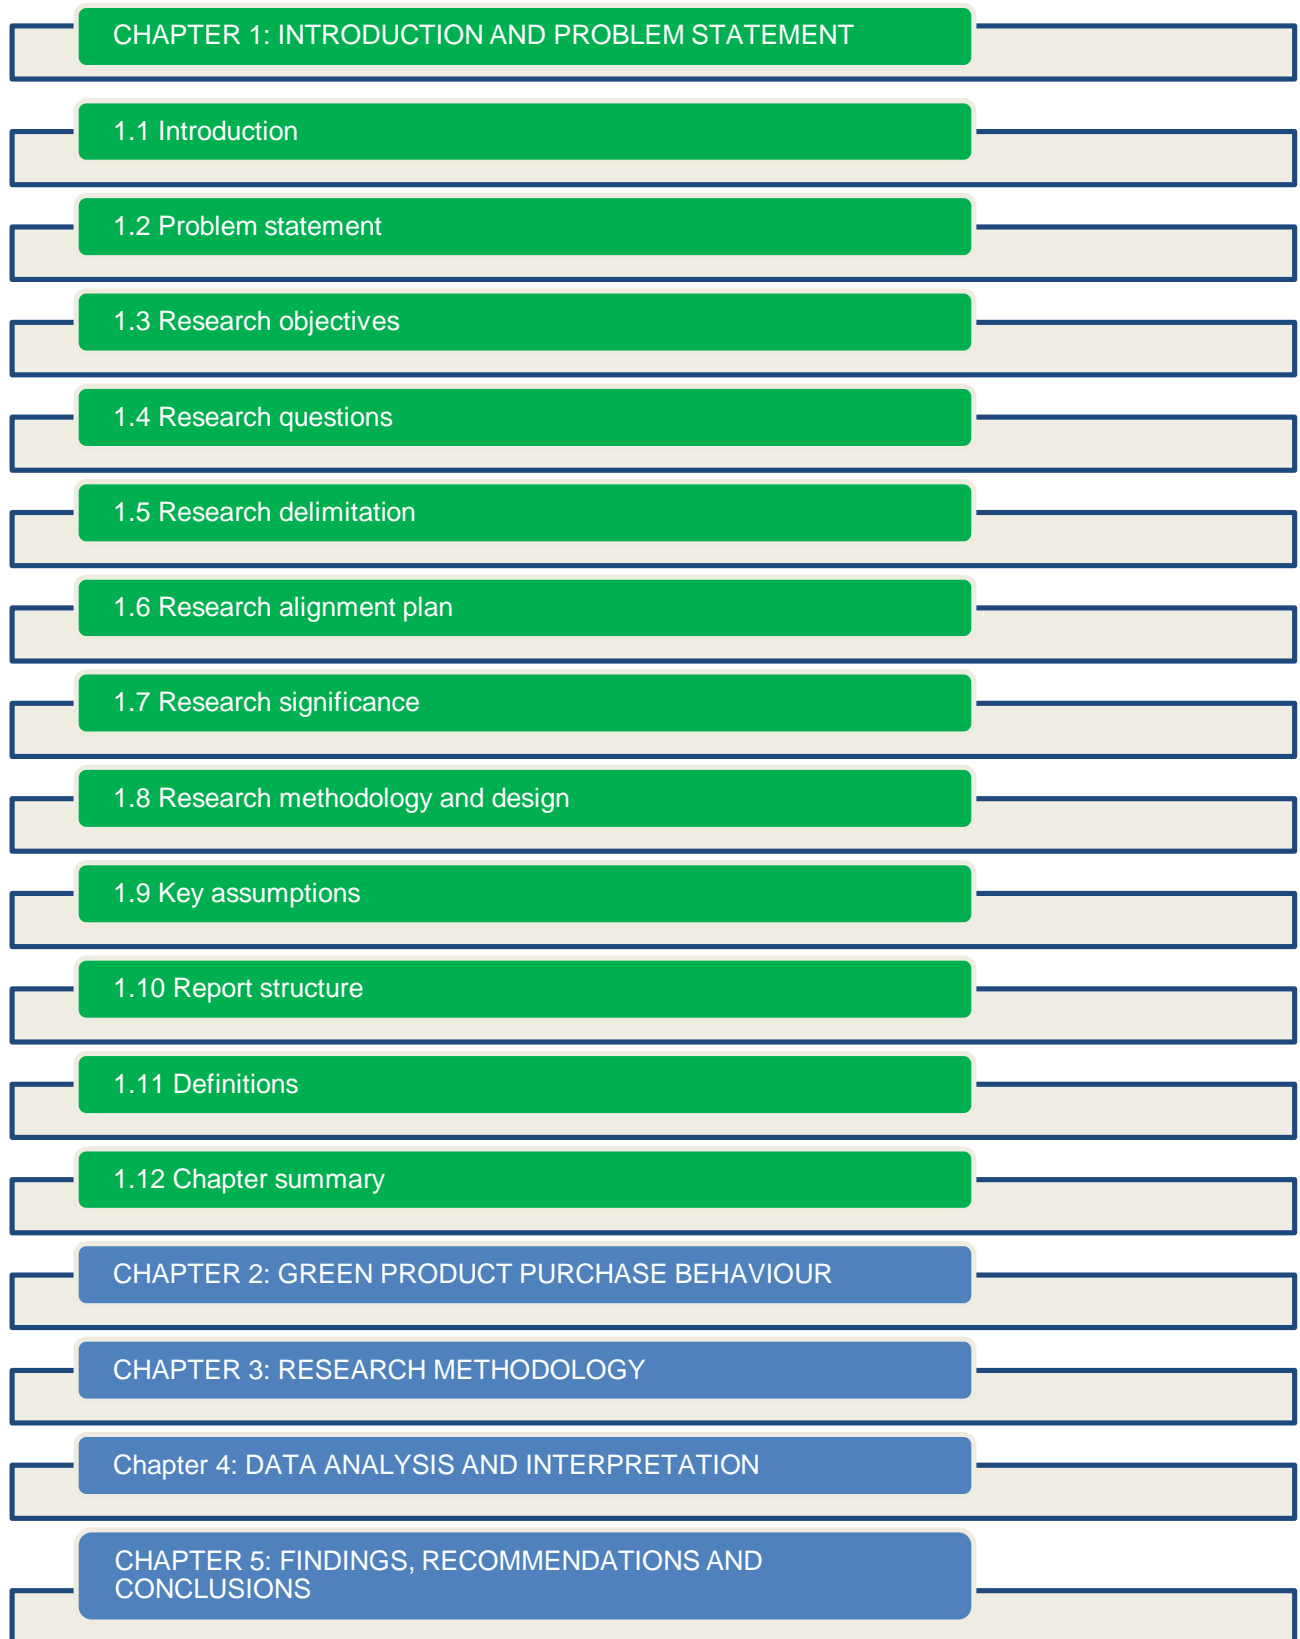 CHAPTER 1: INTRODUCTION AND PROBLEM STATEMENT
1.1 Introduction
1.2 Problem statement
1.3 Research objectives
1.4 Research questions
1.5 Research delimitation
1.6 Research alignment plan
1.7 Research significance
1.8 Research methodology and design
1.9 Key assumptions
1.10 Report structure
1.11 Definitions
1.12 Chapter summary
CHAPTER 2: GREEN PRODUCT PURCHASE BEHAVIOUR
CHAPTER 3: RESEARCH METHODOLOGY
Chapter 4: DATA ANALYSIS AND INTERPRETATION
CHAPTER 5: FINDINGS, RECOMMENDATIONS AND
CONCLUSIONS